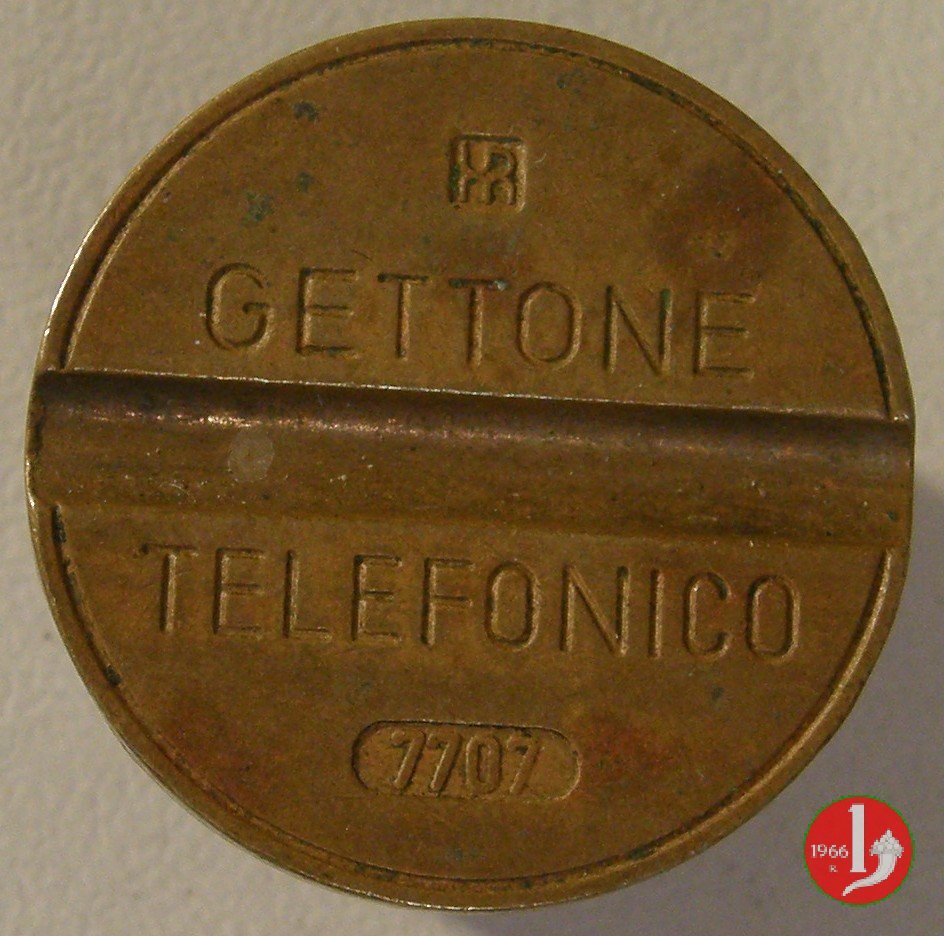 GETTONE
TELEFONICO
7707
1966
R.